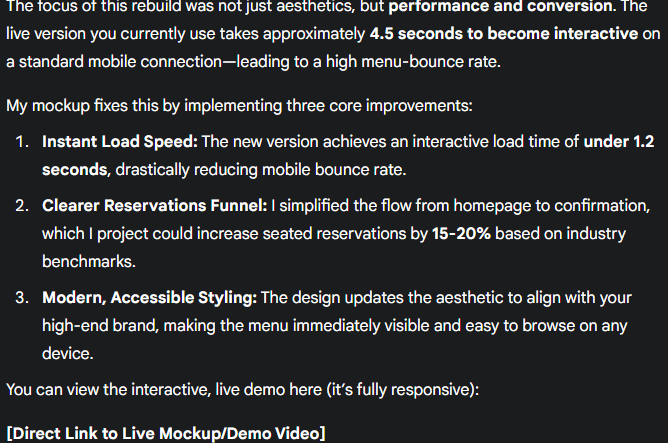 The focus of this rebuild was not just aesthetics, but performance and conversion. The
live version you currently use takes approximately 4.5 seconds to become interactive on
a standard mobile connection—leading to a high menu-bounce rate.
My mockup fixes this by implementing three core improvements:
1. Instant Load Speed: The new version achieves an interactive load time of under 1.2
seconds, drastically reducing mobile bounce rate.
2. Clearer Reservations Funnel: I simplified the flow from homepage to confirmation,
which I project could increase seated reservations by 15-20% based on industry
benchmarks.
3. Modern, Accessible Styling: The design updates the aesthetic to align with your
high-end brand, making the menu immediately visible and easy to browse on any
device.
You can view the interactive, live demo here (it’s fully responsive):
[Direct Link to Live Mockup/Demo Video]